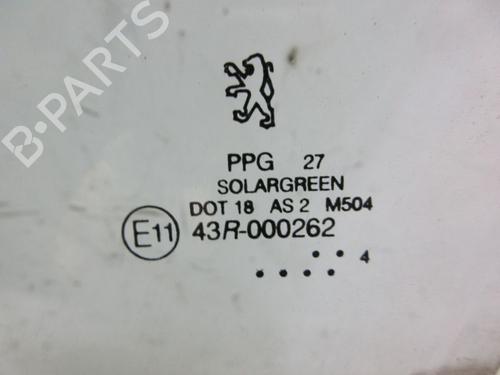 B-PARTS
PPG 27
SOLARGREEN
DOT 18 AS 2 M504
E11 43R-000262
4